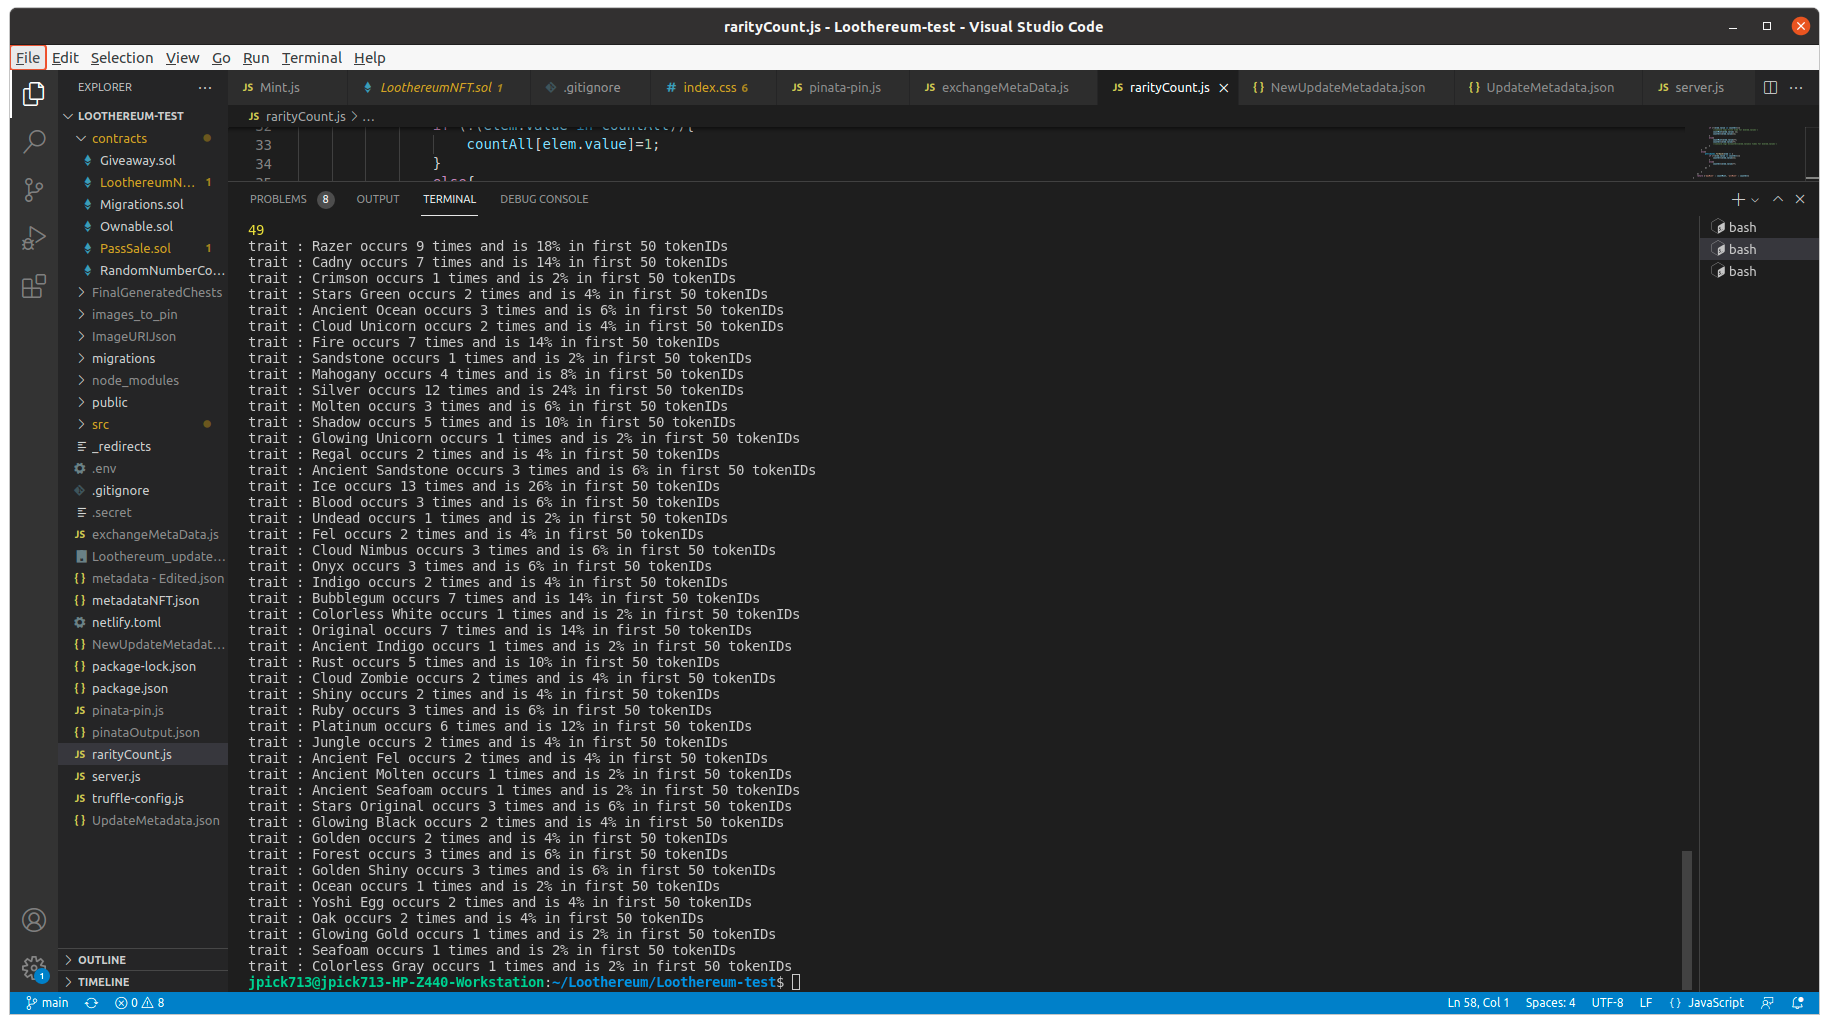 rarityCount.js - Loothereum-test - Visual Studio Code
File Edit Selection View Go Run Terminal Help
EXPLORER ...
JS Mint.js LoothereumNFT.sol 1 .gitignore # index.css 6 JS pinata-pin.js JS exchangeMetaData.js JS rarityCount.js {} NewUpdateMetadata.json {} UpdateMetadata.json JS server.js ...
LOOTHEREUM-TEST
contracts
Giveaway.sol
LoothereumN... 1
Migrations.sol
Ownable.sol
PassSale.sol 1
RandomNumberCo...
FinalGeneratedChests
images_to_pin
ImageURIJson
migrations
node_modules
public
src
_redirects
.env
.gitignore
.secret
JS exchangeMetaData.js
Loothereum_update...
{} metadata - Edited.json
{} metadataNFT.json
netlify.toml
{} NewUpdateMetadat...
{} package-lock.json
{} package.json
JS pinata-pin.js
{} pinataOutput.json
JS rarityCount.js
JS server.js
JS truffle-config.js
{} UpdateMetadata.json
OUTLINE
TIMELINE
JS rarityCount.js > ...
32 if (!(elem.value in countAll)){
33 countAll[elem.value]=1;
34 }
35 else{
PROBLEMS 8 OUTPUT TERMINAL DEBUG CONSOLE
49
trait : Razer occurs 9 times and is 18% in first 50 tokenIDs
trait : Cadny occurs 7 times and is 14% in first 50 tokenIDs
trait : Crimson occurs 1 times and is 2% in first 50 tokenIDs
trait : Stars Green occurs 2 times and is 4% in first 50 tokenIDs
trait : Ancient Ocean occurs 3 times and is 6% in first 50 tokenIDs
trait : Cloud Unicorn occurs 2 times and is 4% in first 50 tokenIDs
trait : Fire occurs 7 times and is 14% in first 50 tokenIDs
trait : Sandstone occurs 1 times and is 2% in first 50 tokenIDs
trait : Mahogany occurs 4 times and is 8% in first 50 tokenIDs
trait : Silver occurs 12 times and is 24% in first 50 tokenIDs
trait : Molten occurs 3 times and is 6% in first 50 tokenIDs
trait : Shadow occurs 5 times and is 10% in first 50 tokenIDs
trait : Glowing Unicorn occurs 1 times and is 2% in first 50 tokenIDs
trait : Regal occurs 2 times and is 4% in first 50 tokenIDs
trait : Ancient Sandstone occurs 3 times and is 6% in first 50 tokenIDs
trait : Ice occurs 13 times and is 26% in first 50 tokenIDs
trait : Blood occurs 3 times and is 6% in first 50 tokenIDs
trait : Undead occurs 1 times and is 2% in first 50 tokenIDs
trait : Fel occurs 2 times and is 4% in first 50 tokenIDs
trait : Cloud Nimbus occurs 3 times and is 6% in first 50 tokenIDs
trait : Onyx occurs 3 times and is 6% in first 50 tokenIDs
trait : Indigo occurs 2 times and is 4% in first 50 tokenIDs
trait : Bubblegum occurs 7 times and is 14% in first 50 tokenIDs
trait : Colorless White occurs 1 times and is 2% in first 50 tokenIDs
trait : Original occurs 7 times and is 14% in first 50 tokenIDs
trait : Ancient Indigo occurs 1 times and is 2% in first 50 tokenIDs
trait : Rust occurs 5 times and is 10% in first 50 tokenIDs
trait : Cloud Zombie occurs 2 times and is 4% in first 50 tokenIDs
trait : Shiny occurs 2 times and is 4% in first 50 tokenIDs
trait : Ruby occurs 3 times and is 6% in first 50 tokenIDs
trait : Platinum occurs 6 times and is 12% in first 50 tokenIDs
trait : Jungle occurs 2 times and is 4% in first 50 tokenIDs
trait : Ancient Fel occurs 2 times and is 4% in first 50 tokenIDs
trait : Ancient Molten occurs 1 times and is 2% in first 50 tokenIDs
trait : Ancient Seafoam occurs 1 times and is 2% in first 50 tokenIDs
trait : Stars Original occurs 3 times and is 6% in first 50 tokenIDs
trait : Glowing Black occurs 2 times and is 4% in first 50 tokenIDs
trait : Golden occurs 2 times and is 4% in first 50 tokenIDs
trait : Forest occurs 3 times and is 6% in first 50 tokenIDs
trait : Golden Shiny occurs 3 times and is 6% in first 50 tokenIDs
trait : Ocean occurs 1 times and is 2% in first 50 tokenIDs
trait : Yoshi Egg occurs 2 times and is 4% in first 50 tokenIDs
trait : Oak occurs 2 times and is 4% in first 50 tokenIDs
trait : Glowing Gold occurs 1 times and is 2% in first 50 tokenIDs
trait : Seafoam occurs 1 times and is 2% in first 50 tokenIDs
trait : Colorless Gray occurs 1 times and is 2% in first 50 tokenIDs
jpick713@jpick713-HP-Z440-Workstation:~/Loothereum/Loothereum-test$
bash
bash
bash
1
main 0 8 Ln 58, Col 1 Spaces: 4 UTF-8 LF {} JavaScript